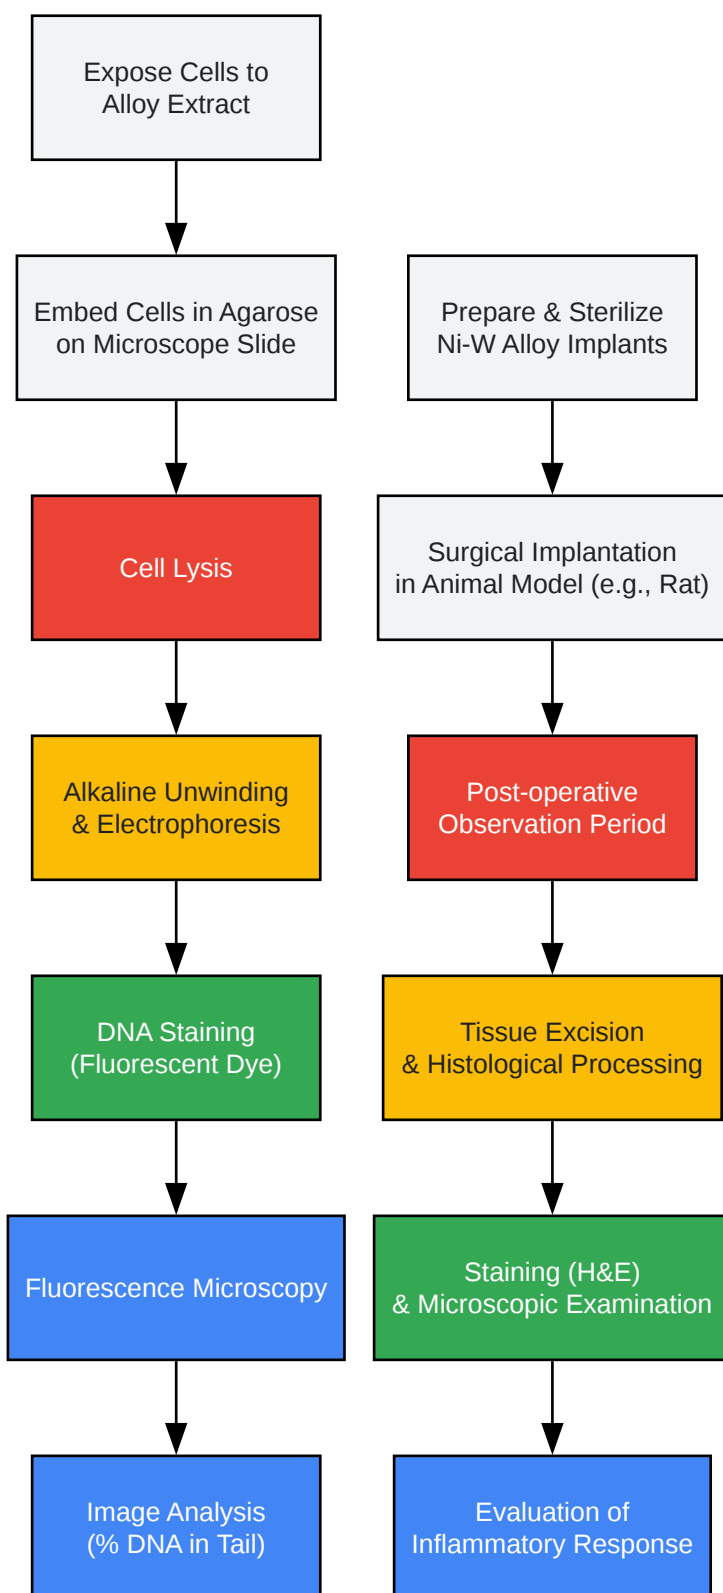 Expose Cells to
Alloy Extract
Embed Cells in Agarose
on Microscope Slide
Cell Lysis
Alkaline Unwinding
& Electrophoresis
DNA Staining
(Fluorescent Dye)
Fluorescence Microscopy
Image Analysis
(% DNA in Tail)
Prepare & Sterilize
Ni-W Alloy Implants
Surgical Implantation
in Animal Model (e.g., Rat)
Post-operative
Observation Period
Tissue Excision
& Histological Processing
Staining (H&E)
& Microscopic Examination
Evaluation of
Inflammatory Response